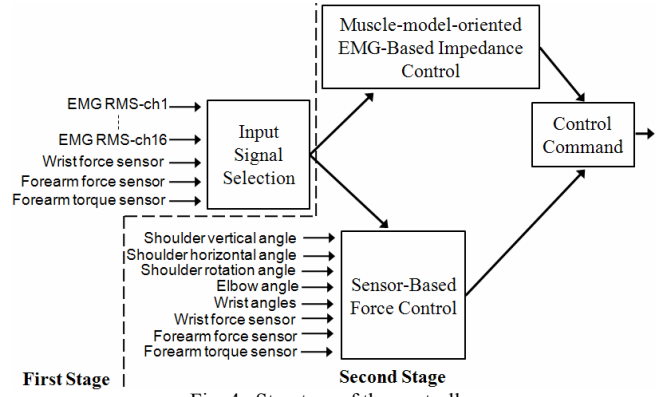 Muscle-model-oriented
EMG-Based Impedance
Control
EMG RMS-ch1
EMG RMS-ch16
Wrist force sensor
Forearm force sensor
Forearm torque sensor
Input
Signal
Selection
Control
Command
Shoulder vertical angle
Shoulder horizontal angle
Shoulder rotation angle
Elbow angle
Wrist angles
Wrist force sensor
Forearm force sensor
Forearm torque sensor
Sensor-Based
Force Control
First Stage
Second Stage